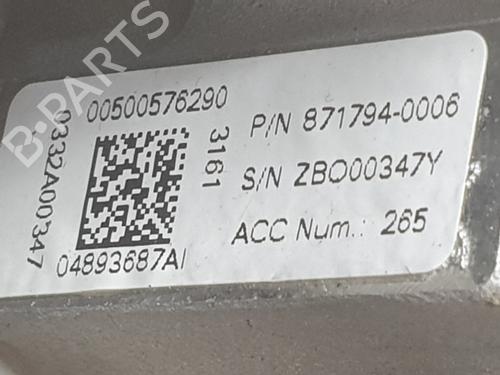 B-PARTS
00500576290
0332A00347
3161
04893687AI
P/N 871794-0006
S/N ZBO00347Y
ACC Num.: 265